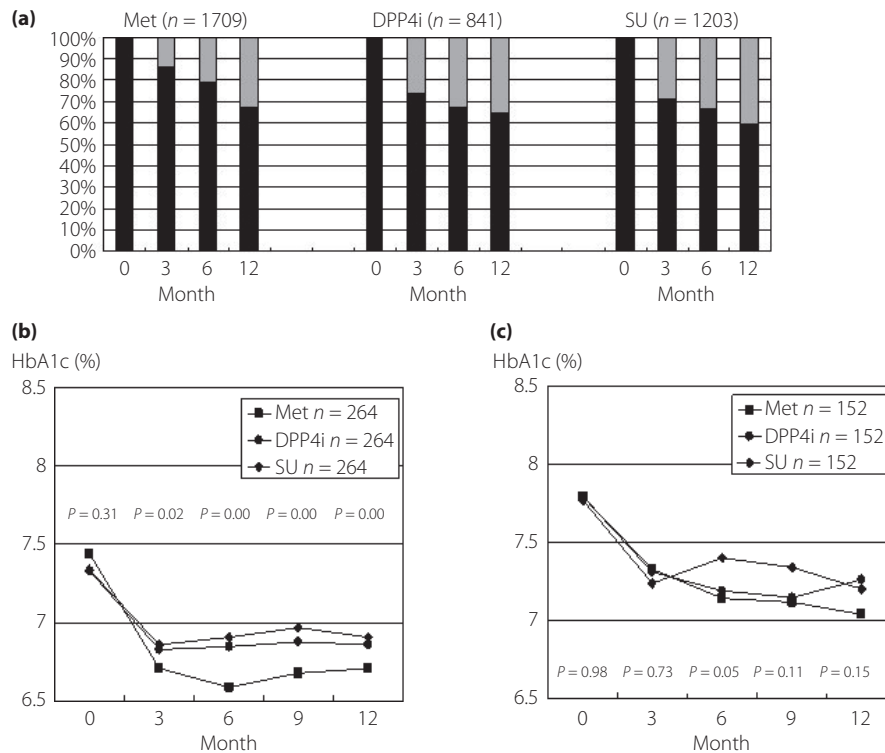 (a)
Met (n = 1709) DPP4i (n = 841) SU (n = 1203)
100%
90%
80%
70%
60%
50%
40%
30%
20%
10%
0%
0 3 6 12 0 3 6 12 0 3 6 12
Month Month Month
(b)
HbA1c (%)
8.5
8
7.5
7
6.5
Met n = 264
DPP4i n = 264
SU n = 264
P = 0.31 P = 0.02 P = 0.00 P = 0.00 P = 0.00
0 3 6 9 12
Month
(c)
HbA1c (%)
8.5
8
7.5
7
6.5
Met n = 152
DPP4i n = 152
SU n = 152
P = 0.98 P = 0.73 P = 0.05 P = 0.11 P = 0.15
0 3 6 9 12
Month